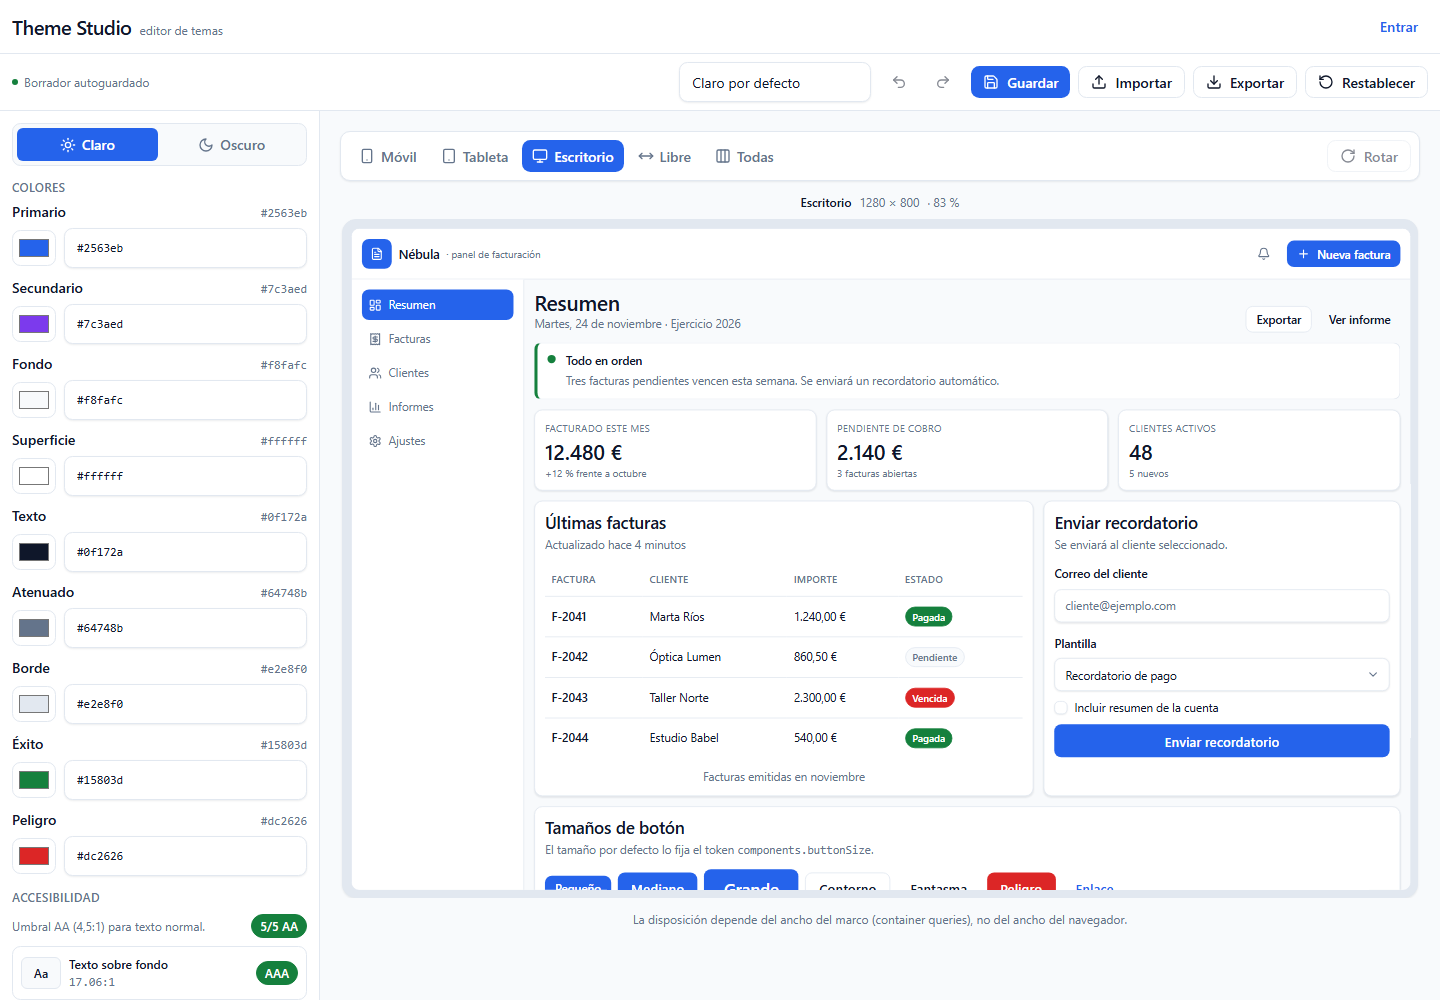 Theme Studio editor de temas
Entrar
Borrador autoguardado
Claro por defecto
Guardar
Importar
Exportar
Restablecer
Claro
Oscuro
COLORES
Primario #2563eb
#2563eb
Secundario #7c3aed
#7c3aed
Fondo #f8fafc
#f8fafc
Superficie #ffffff
#ffffff
Texto #0f172a
#0f172a
Atenuado #64748b
#64748b
Borde #e2e8f0
#e2e8f0
Éxito #15803d
#15803d
Peligro #dc2626
#dc2626
ACCESIBILIDAD
Umbral AA (4,5:1) para texto normal. 5/5 AA
Aa Texto sobre fondo AAA
17.06:1
Móvil
Tableta
Escritorio
Libre
Todas
Rotar
Escritorio 1280 × 800 · 83 %
Nébula · panel de facturación
Nueva factura
Resumen
Facturas
Clientes
Informes
Ajustes
Resumen
Martes, 24 de noviembre · Ejercicio 2026
Exportar
Ver informe
Todo en orden
Tres facturas pendientes vencen esta semana. Se enviará un recordatorio automático.
FACTURADO ESTE MES
12.480 €
+12 % frente a octubre
PENDIENTE DE COBRO
2.140 €
3 facturas abiertas
CLIENTES ACTIVOS
48
5 nuevos
Últimas facturas
Actualizado hace 4 minutos
FACTURA CLIENTE IMPORTE ESTADO
F-2041 Marta Ríos 1.240,00 € Pagada
F-2042 Óptica Lumen 860,50 € Pendiente
F-2043 Taller Norte 2.300,00 € Vencida
F-2044 Estudio Babel 540,00 € Pagada
Facturas emitidas en noviembre
Enviar recordatorio
Se enviará al cliente seleccionado.
Correo del cliente
cliente@ejemplo.com
Plantilla
Recordatorio de pago
Incluir resumen de la cuenta
Enviar recordatorio
Tamaños de botón
El tamaño por defecto lo fija el token components.buttonSize.
Pequeño Mediano Grande Contorno Fantasma Peligro Enlace
La disposición depende del ancho del marco (container queries), no del ancho del navegador.